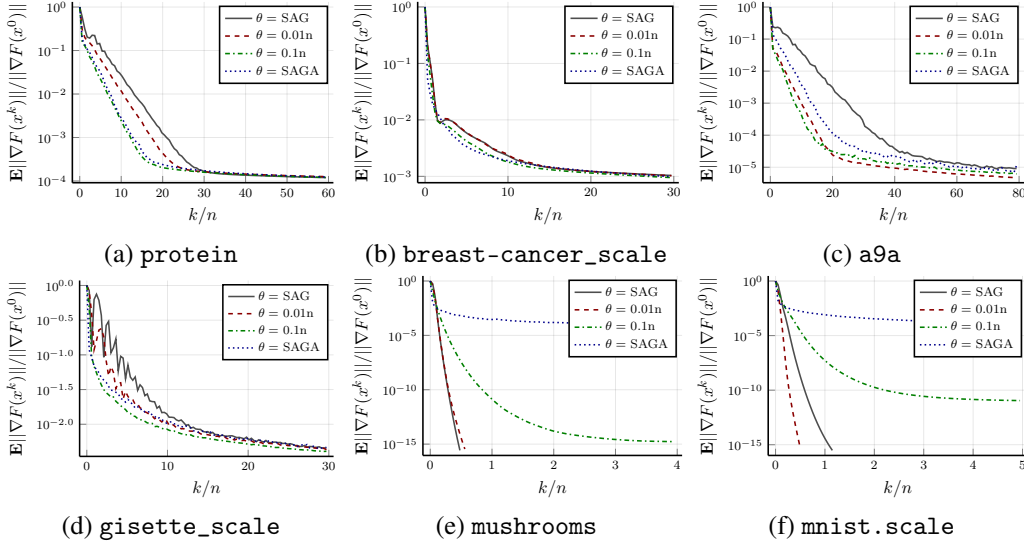 E||∇F(x^k)||/||∇F(x^0)||
10^0
10^-1
10^-2
10^-3
10^-4
0 10 20 30 40 50 60
k/n
θ = SAG
θ = 0.01n
θ = 0.1n
θ = SAGA
(a) protein
E||∇F(x^k)||/||∇F(x^0)||
10^0
10^-1
10^-2
10^-3
0 10 20 30
k/n
θ = SAG
θ = 0.01n
θ = 0.1n
θ = SAGA
(b) breast-cancer_scale
E||∇F(x^k)||/||∇F(x^0)||
10^0
10^-1
10^-2
10^-3
10^-4
10^-5
0 20 40 60 80
k/n
θ = SAG
θ = 0.01n
θ = 0.1n
θ = SAGA
(c) a9a
E||∇F(x^k)||/||∇F(x^0)||
10^0.0
10^-0.5
10^-1.0
10^-1.5
10^-2.0
0 10 20 30
k/n
θ = SAG
θ = 0.01n
θ = 0.1n
θ = SAGA
(d) gisette_scale
E||∇F(x^k)||/||∇F(x^0)||
10^0
10^-5
10^-10
10^-15
0 1 2 3 4
k/n
θ = SAG
θ = 0.01n
θ = 0.1n
θ = SAGA
(e) mushrooms
E||∇F(x^k)||/||∇F(x^0)||
10^0
10^-5
10^-10
10^-15
0 1 2 3 4 5
k/n
θ = SAG
θ = 0.01n
θ = 0.1n
θ = SAGA
(f) mnist.scale